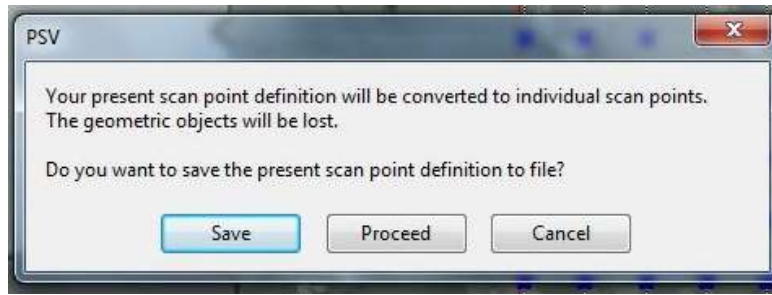 PSV
Your present scan point definition will be converted to individual scan points.
The geometric objects will be lost.
Do you want to save the present scan point definition to file?
Save
Proceed
Cancel